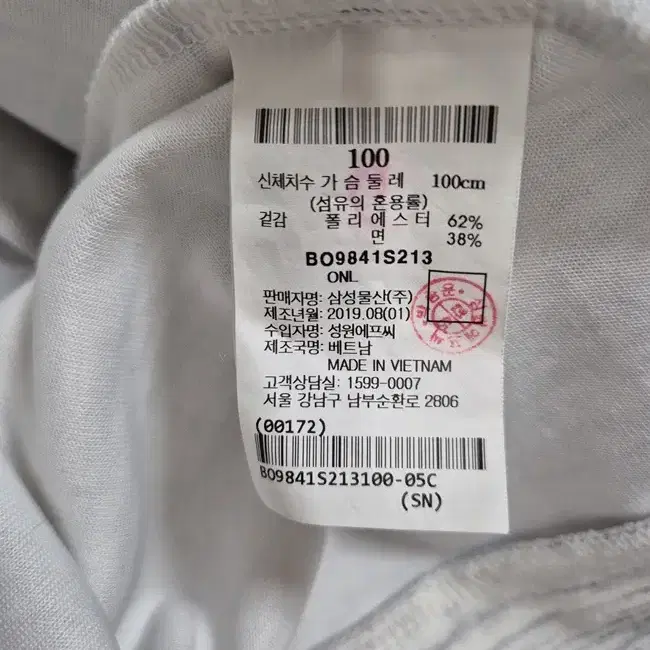 100
신체치수 가 슴 둘 레 100cm
(섬유의 혼용률)
겉감 폴 리 에 스 터 62%
면 38%
BO9841S213
ONL
판매자명: 삼성물산(주)
제조년월: 2019.08(01)
수입자명: 성원에프씨
제조국명: 베트남
MADE IN VIETNAM
고객상담실: 1599-0007
서울 강남구 남부순환로 2806
(00172)
BO9841S213100-05C
(SN)